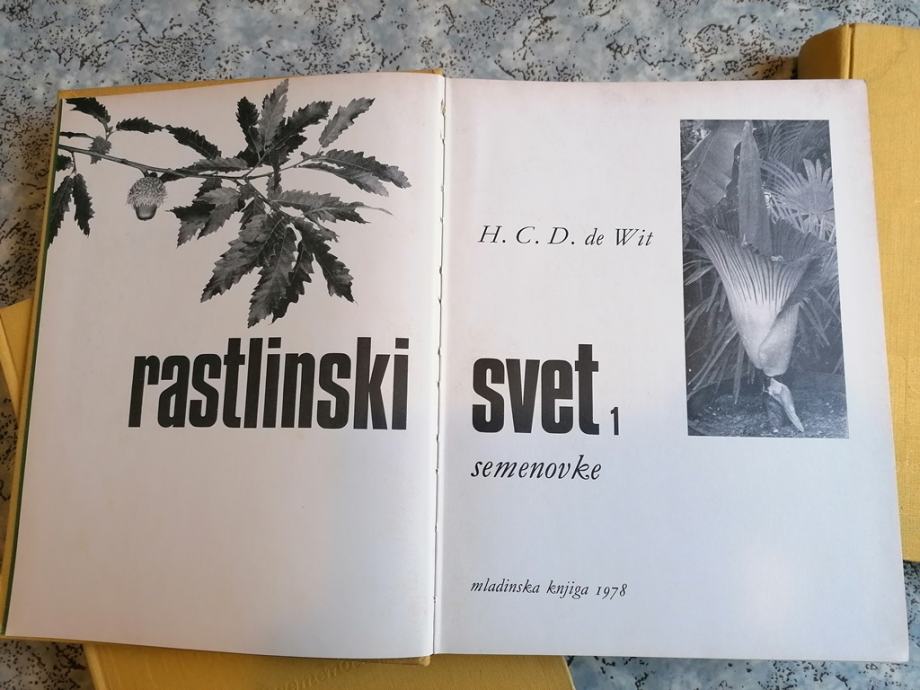 rastlinski svet 1
H. C. D. de Wit
semenovke
mladinska knjiga 1978